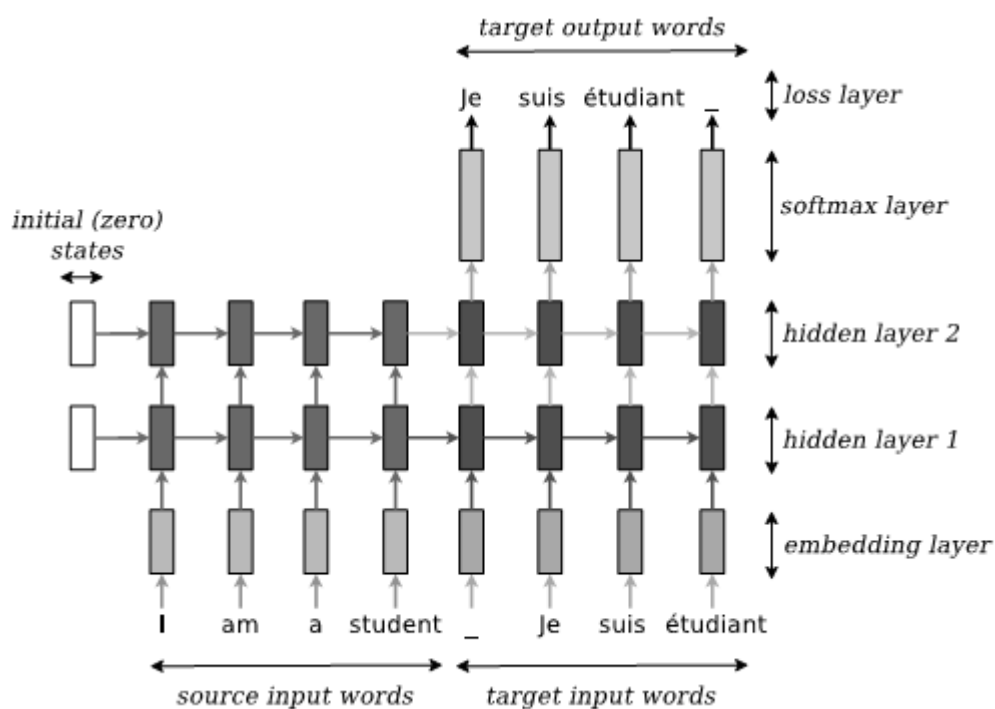 target output words
Je suis étudiant _
loss layer
softmax layer
initial (zero)
states
hidden layer 2
hidden layer 1
embedding layer
I am a student _ Je suis étudiant
source input words target input words